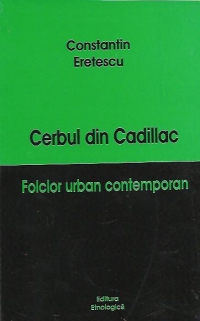 Constantin
Eretescu
Cerbul din Cadillac
Folclor urban contemporan
Editura
Etnologică